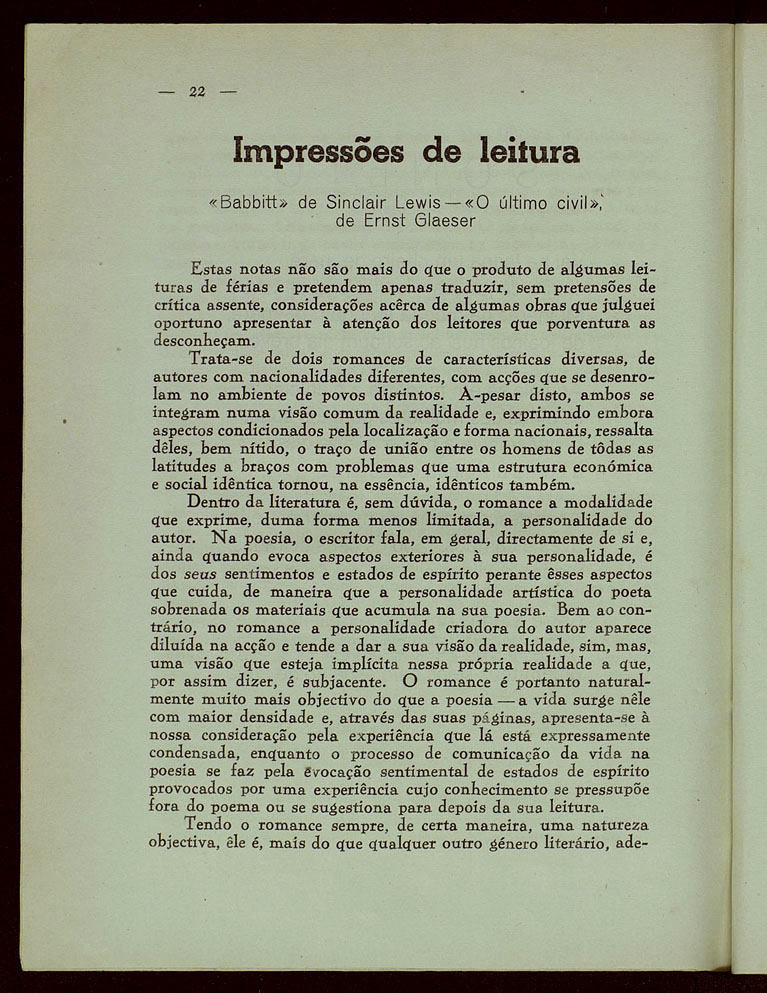 — 22 —
Impressões de leitura
«Babbitt» de Sinclair Lewis — «O último civil»,
de Ernst Glaeser
Estas notas não são mais do que o produto de algumas lei-
turas de férias e pretendem apenas traduzir, sem pretensões de
crítica assente, considerações acêrca de algumas obras que julguei
oportuno apresentar à atenção dos leitores que porventura as
desconheçam.
Trata-se de dois romances de características diversas, de
autores com nacionalidades diferentes, com acções que se desenro-
lam no ambiente de povos distintos. A-pesar disto, ambos se
integram numa visão comum da realidade e, exprimindo embora
aspectos condicionados pela localização e forma nacionais, ressalta
dêles, bem nítido, o traço de união entre os homens de tôdas as
latitudes a braços com problemas que uma estrutura económica
e social idêntica tornou, na essência, idênticos também.
Dentro da literatura é, sem dúvida, o romance a modalidade
que exprime, duma forma menos limitada, a personalidade do
autor. Na poesia, o escritor fala, em geral, directamente de si e,
ainda quando evoca aspectos exteriores à sua personalidade, é
dos seus sentimentos e estados de espírito perante êsses aspectos
que cuida, de maneira que a personalidade artística do poeta
sobrenada os materiais que acumula na sua poesia. Bem ao con-
trário, no romance a personalidade criadora do autor aparece
diluída na acção e tende a dar a sua visão da realidade, sim, mas,
uma visão que esteja implícita nessa própria realidade a que,
por assim dizer, é subjacente. O romance é portanto natural-
mente muito mais objectivo do que a poesia — a vida surge nêle
com maior densidade e, através das suas páginas, apresenta-se à
nossa consideração pela experiência que lá está expressamente
condensada, enquanto o processo de comunicação da vida na
poesia se faz pela evocação sentimental de estados de espírito
provocados por uma experiência cujo conhecimento se pressupõe
fora do poema ou se sugestiona para depois da sua leitura.
Tendo o romance sempre, de certa maneira, uma natureza
objectiva, êle é, mais do que qualquer outro género literário, ade-